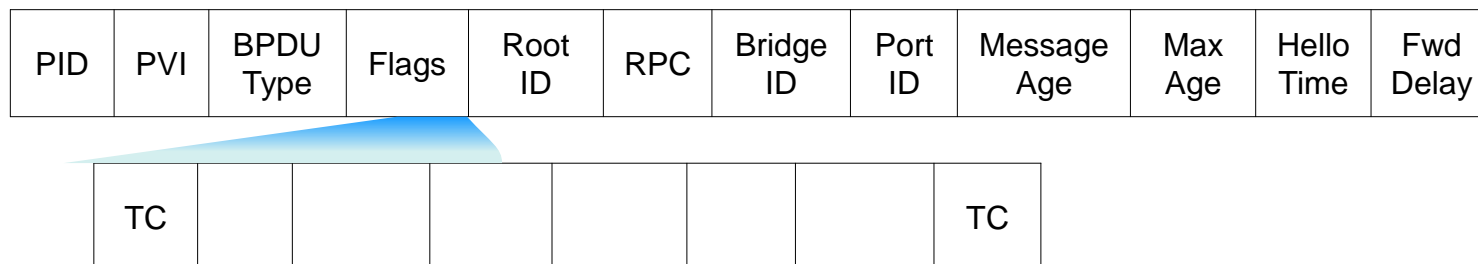 PID PVI BPDU Type Flags Root ID RPC Bridge ID Port ID Message Age Max Age Hello Time Fwd Delay
TC TC